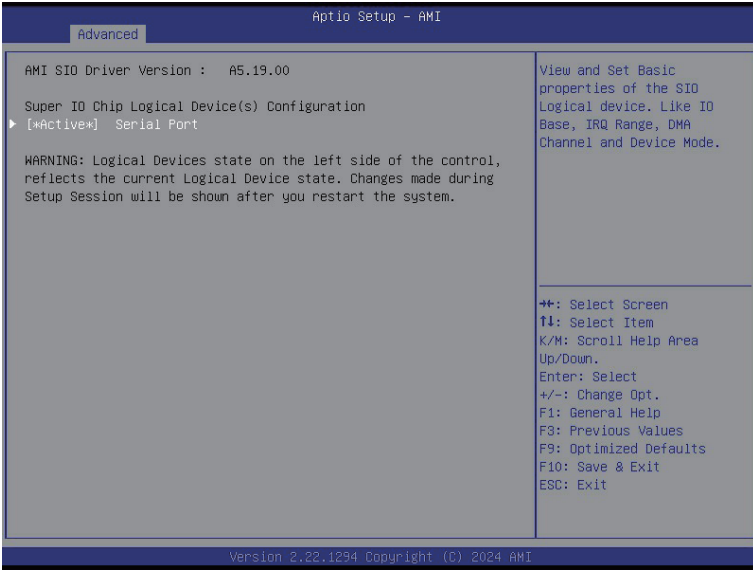 Aptio Setup – AMI
Advanced
AMI SIO Driver Version :   A5.19.00
Super IO Chip Logical Device(s) Configuration
[*Active*]  Serial Port
WARNING: Logical Devices state on the left side of the control,
reflects the current Logical Device state. Changes made during
Setup Session will be shown after you restart the system.
View and Set Basic
properties of the SIO
Logical device. Like IO
Base, IRQ Range, DMA
Channel and Device Mode.
→←: Select Screen
↑↓: Select Item
K/M: Scroll Help Area
Up/Down.
Enter: Select
+/-: Change Opt.
F1: General Help
F3: Previous Values
F9: Optimized Defaults
F10: Save & Exit
ESC: Exit
Version 2.22.1294 Copyright (C) 2024 AMI